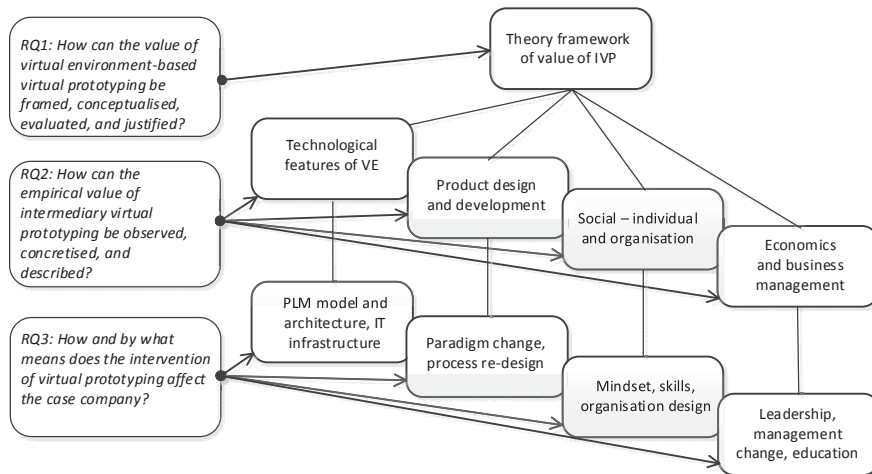 RQ1: How can the value of
virtual environment-based
virtual prototyping be
framed, conceptualised,
evaluated, and justified?
Theory framework
of value of IVP
RQ2: How can the
empirical value of
intermediary virtual
prototyping be observed,
concretised, and
described?
Technological
features of VE
Product design
and development
Social – individual
and organisation
Economics
and business
management
RQ3: How and by what
means does the intervention
of virtual prototyping affect
the case company?
PLM model and
architecture, IT
infrastructure
Paradigm change,
process re-design
Mindset, skills,
organisation design
Leadership,
management
change, education